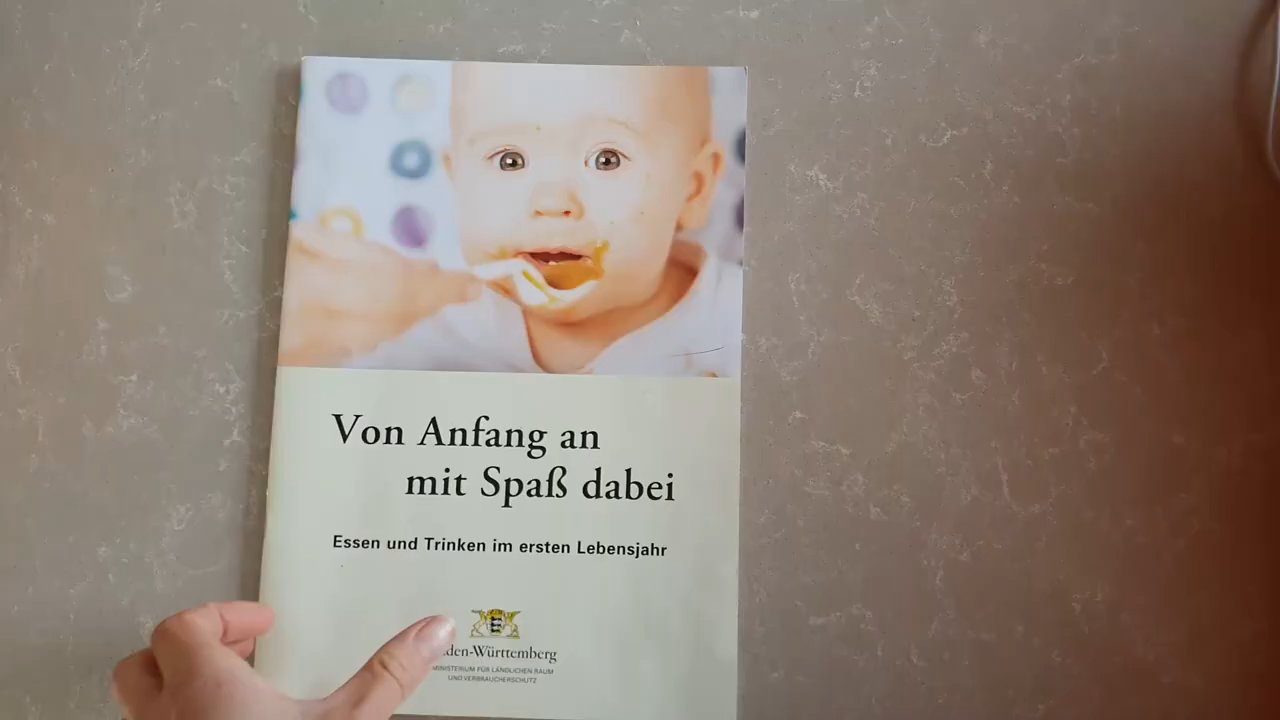 Von Anfang an
mit Spaß dabei
Essen und Trinken im ersten Lebensjahr
den-Württemberg
MINISTERIUM FÜR LÄNDLICHEN RAUM
UND VERBRAUCHERSCHUTZ